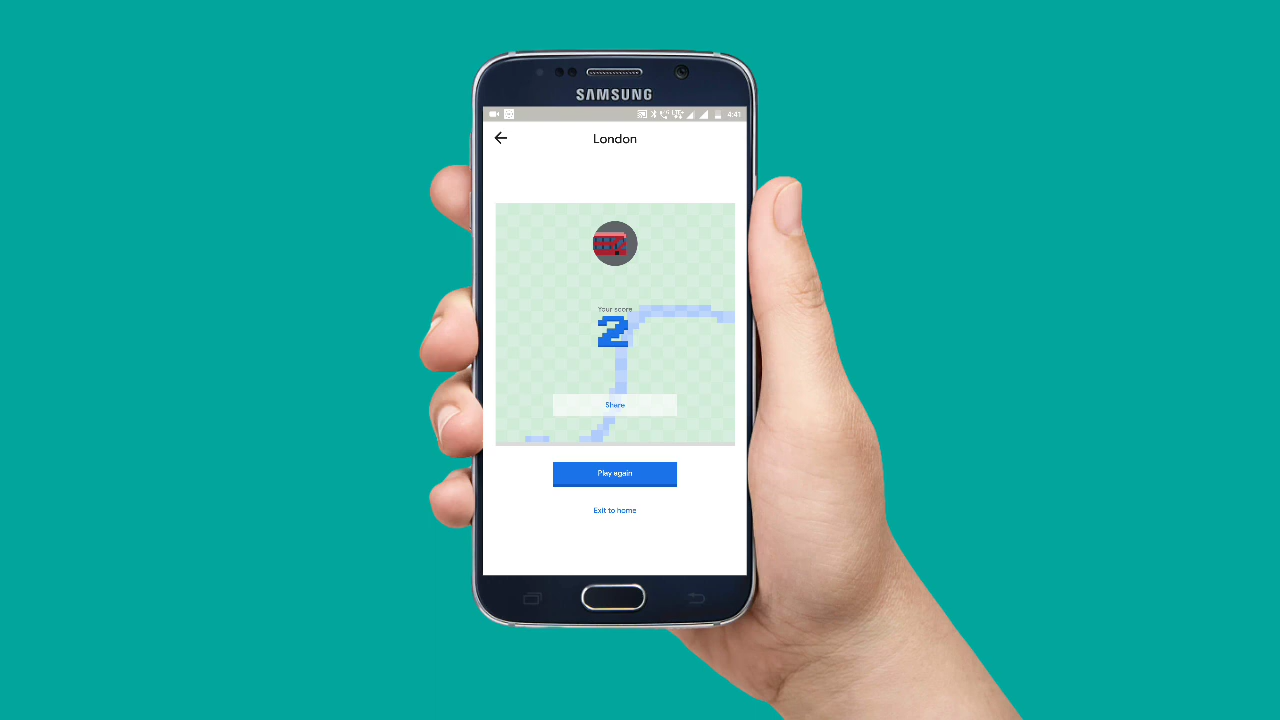 SAMSUNG
4:41
London
Your score
2
Share
Play again
Exit to home